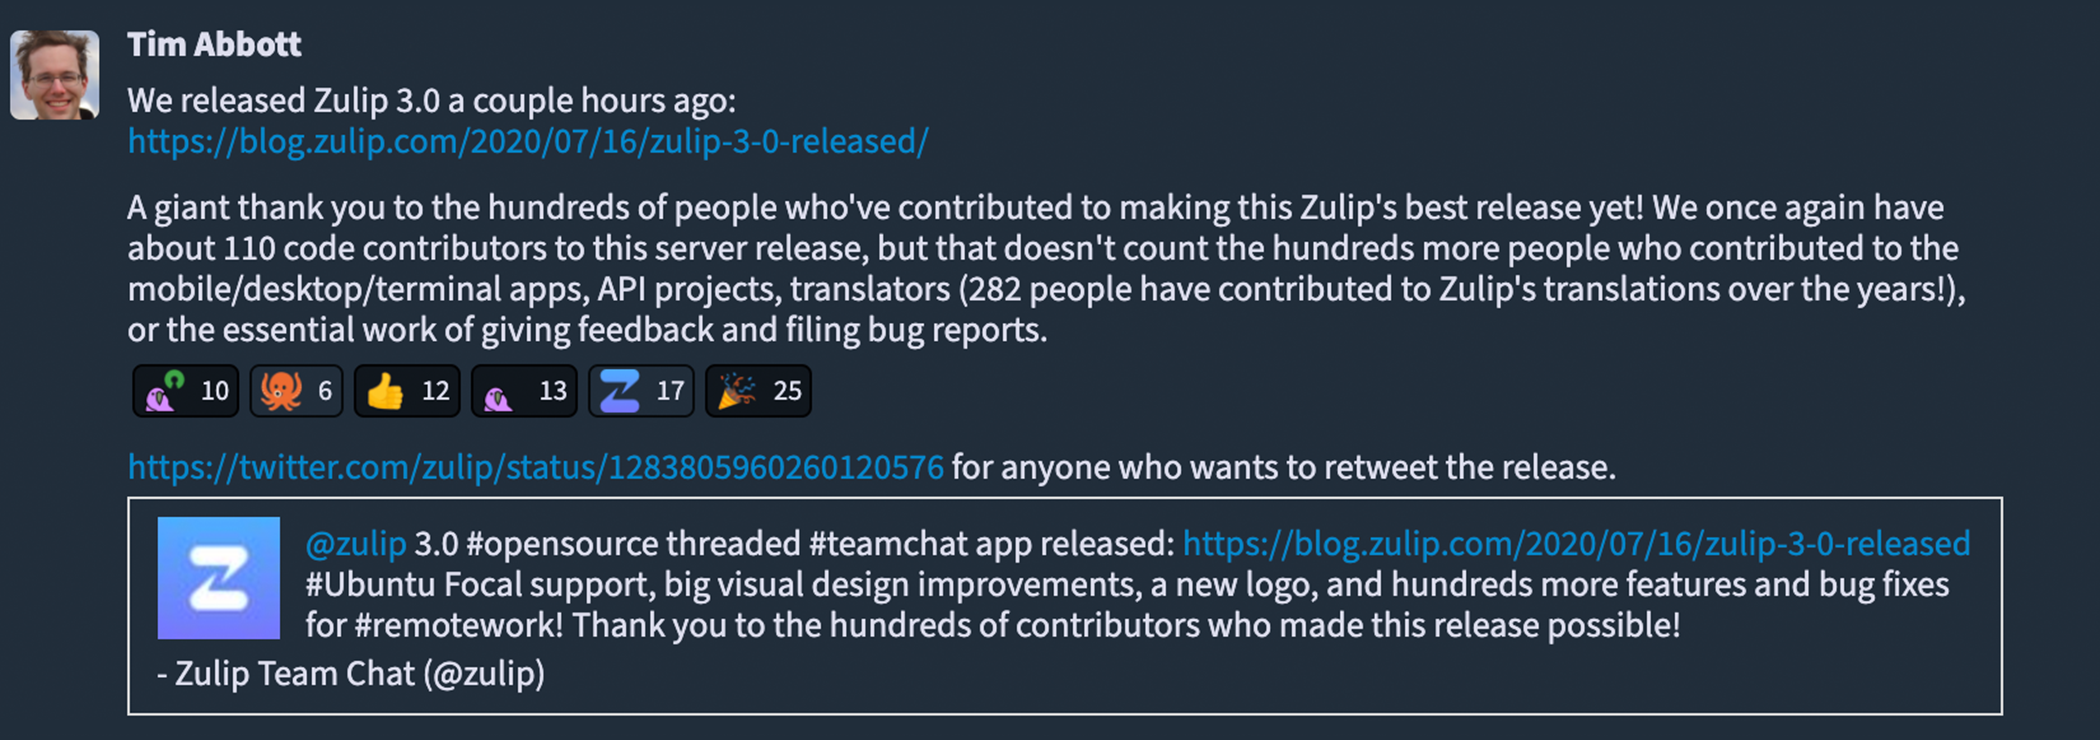 Tim Abbott
We released Zulip 3.0 a couple hours ago:
https://blog.zulip.com/2020/07/16/zulip-3-0-released/
A giant thank you to the hundreds of people who've contributed to making this Zulip's best release yet! We once again have
about 110 code contributors to this server release, but that doesn't count the hundreds more people who contributed to the
mobile/desktop/terminal apps, API projects, translators (282 people have contributed to Zulip's translations over the years!),
or the essential work of giving feedback and filing bug reports.
10 6 12 13 17 25
https://twitter.com/zulip/status/1283805960260120576 for anyone who wants to retweet the release.
@zulip 3.0 #opensource threaded #teamchat app released: https://blog.zulip.com/2020/07/16/zulip-3-0-released
#Ubuntu Focal support, big visual design improvements, a new logo, and hundreds more features and bug fixes
for #remotework! Thank you to the hundreds of contributors who made this release possible!
- Zulip Team Chat (@zulip)